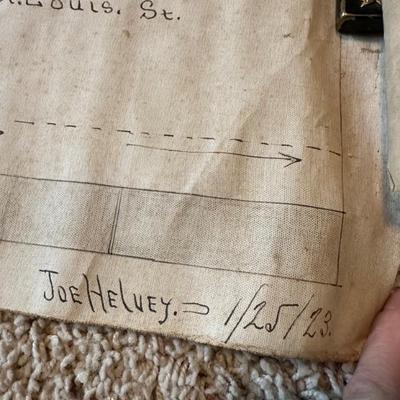 St. Louis. St.
Joe Helvey. 1/25/23.